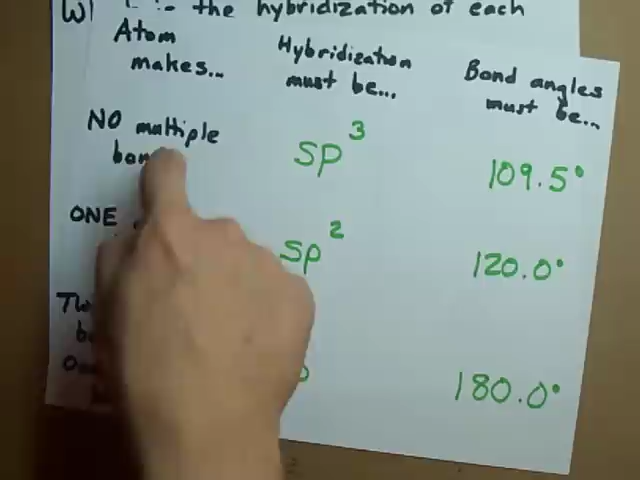 the hybridization of each
Atom
makes...
Hybridization
must be...
Bond angles
must be...
NO multiple
sp³
109.5°
ONE
sp²
120.0°
180.0°